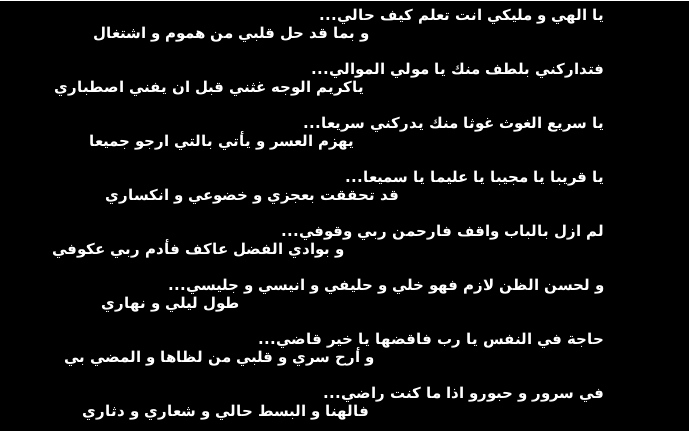 يا الهي و مليكي انت تعلم كيف حالي...
و بما قد حل قلبي من هموم و اشتغال
فتداركني بلطف منك يا مولي الموالي...
ياكريم الوجه غثني قبل ان يفني اصطباري
يا سريع الغوث غوثا منك يدركني سريعا...
يهزم العسر و يأتي بالتي ارجو جميعا
يا قريبا يا مجيبا يا عليما يا سميعا...
قد تحققت بعجزي و خضوعي و انكساري
لم ازل بالباب واقف فارحمن ربي وقوفي...
و بوادي الفضل عاكف فأدم ربي عكوفي
و لحسن الظن لازم فهو خلي و حليفي و انيسي و جليسي...
طول ليلي و نهاري
حاجة في النفس يا رب فاقضها يا خير قاضي...
و أرح سري و قلبي من لظاها و المضي بي
في سرور و حبورو اذا ما كنت راضي...
فالهنا و البسط حالي و شعاري و دثاري